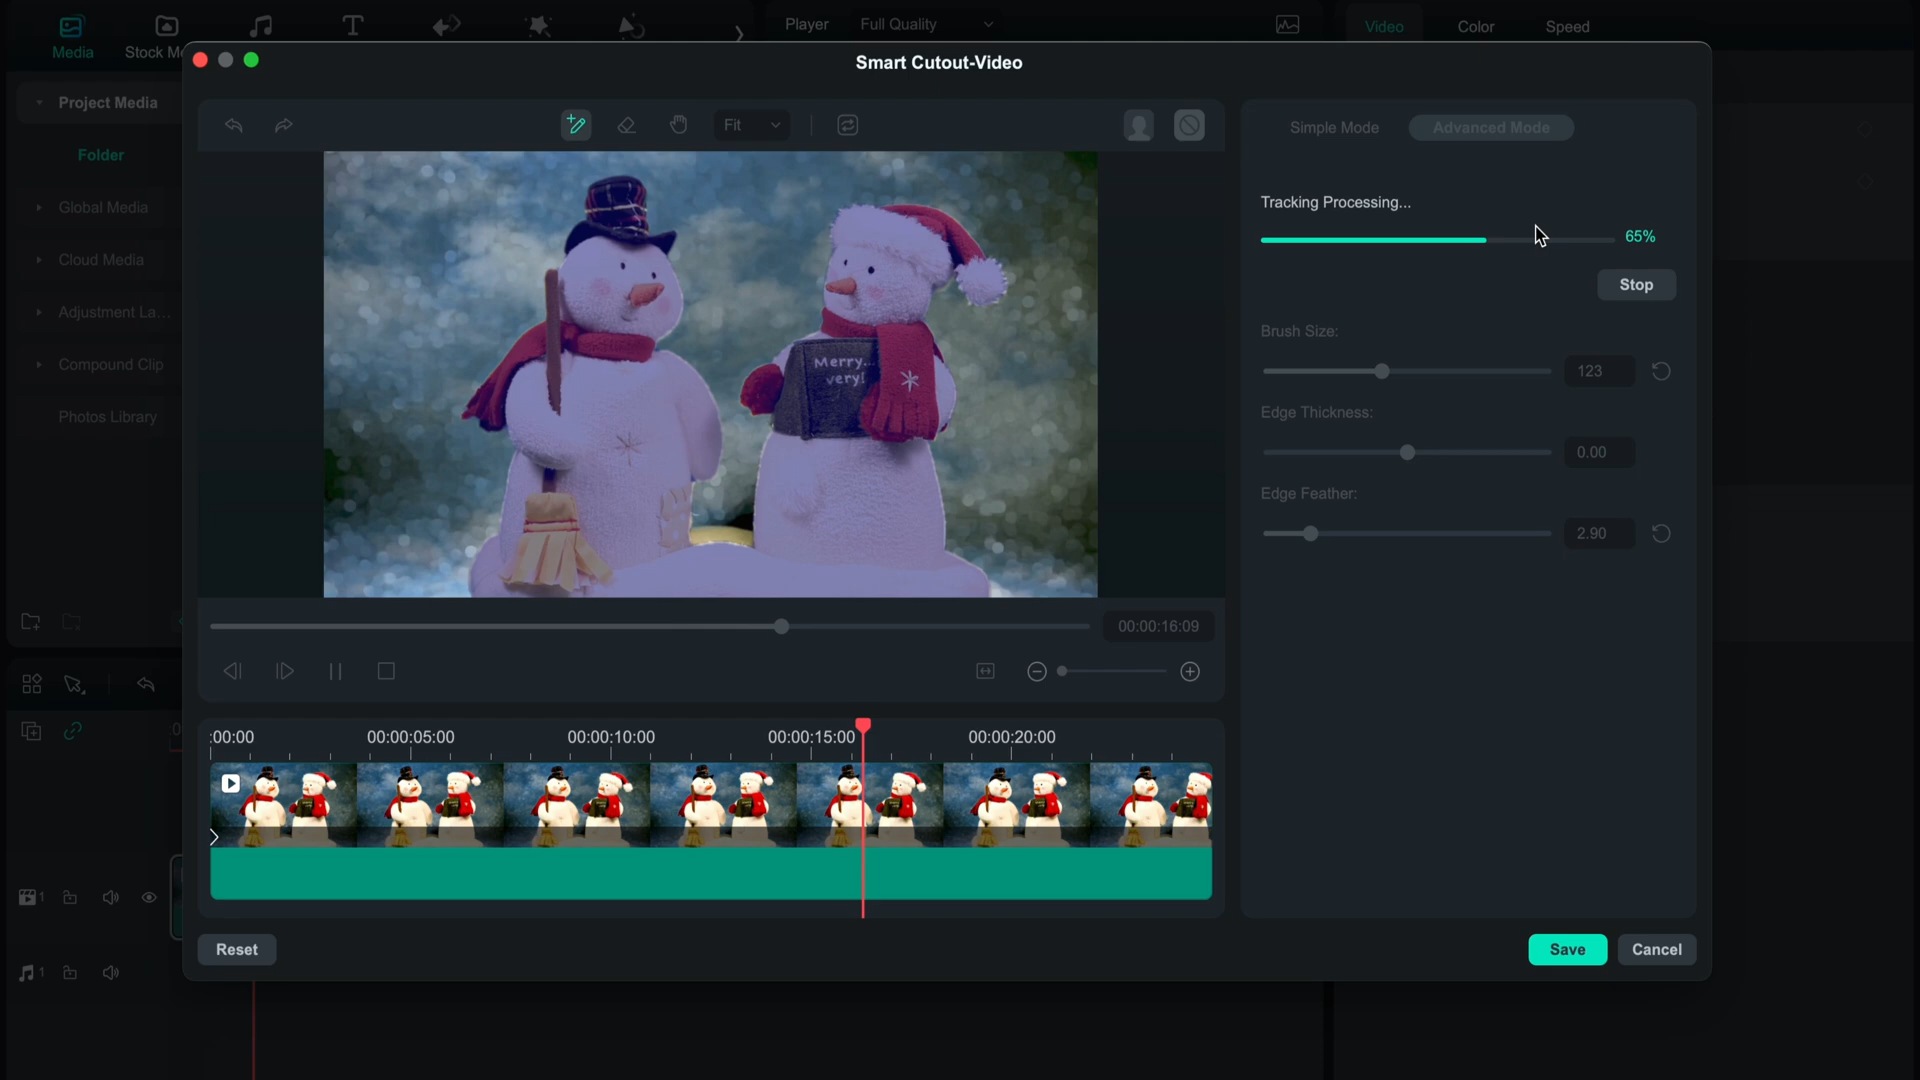 Media
Stock M
Player
Full Quality
Video
Color
Speed
Smart Cutout-Video
Project Media
Folder
Global Media
Cloud Media
Adjustment La...
Compound Clip
Photos Library
Fit
Simple Mode
Advanced Mode
Tracking Processing...
65%
Stop
Brush Size:
123
Edge Thickness:
0.00
Edge Feather:
2.90
Merry...
very!
00:00:16:09
:00:00
00:00:05:00
00:00:10:00
00:00:15:00
00:00:20:00
0
1
1
Reset
Save
Cancel